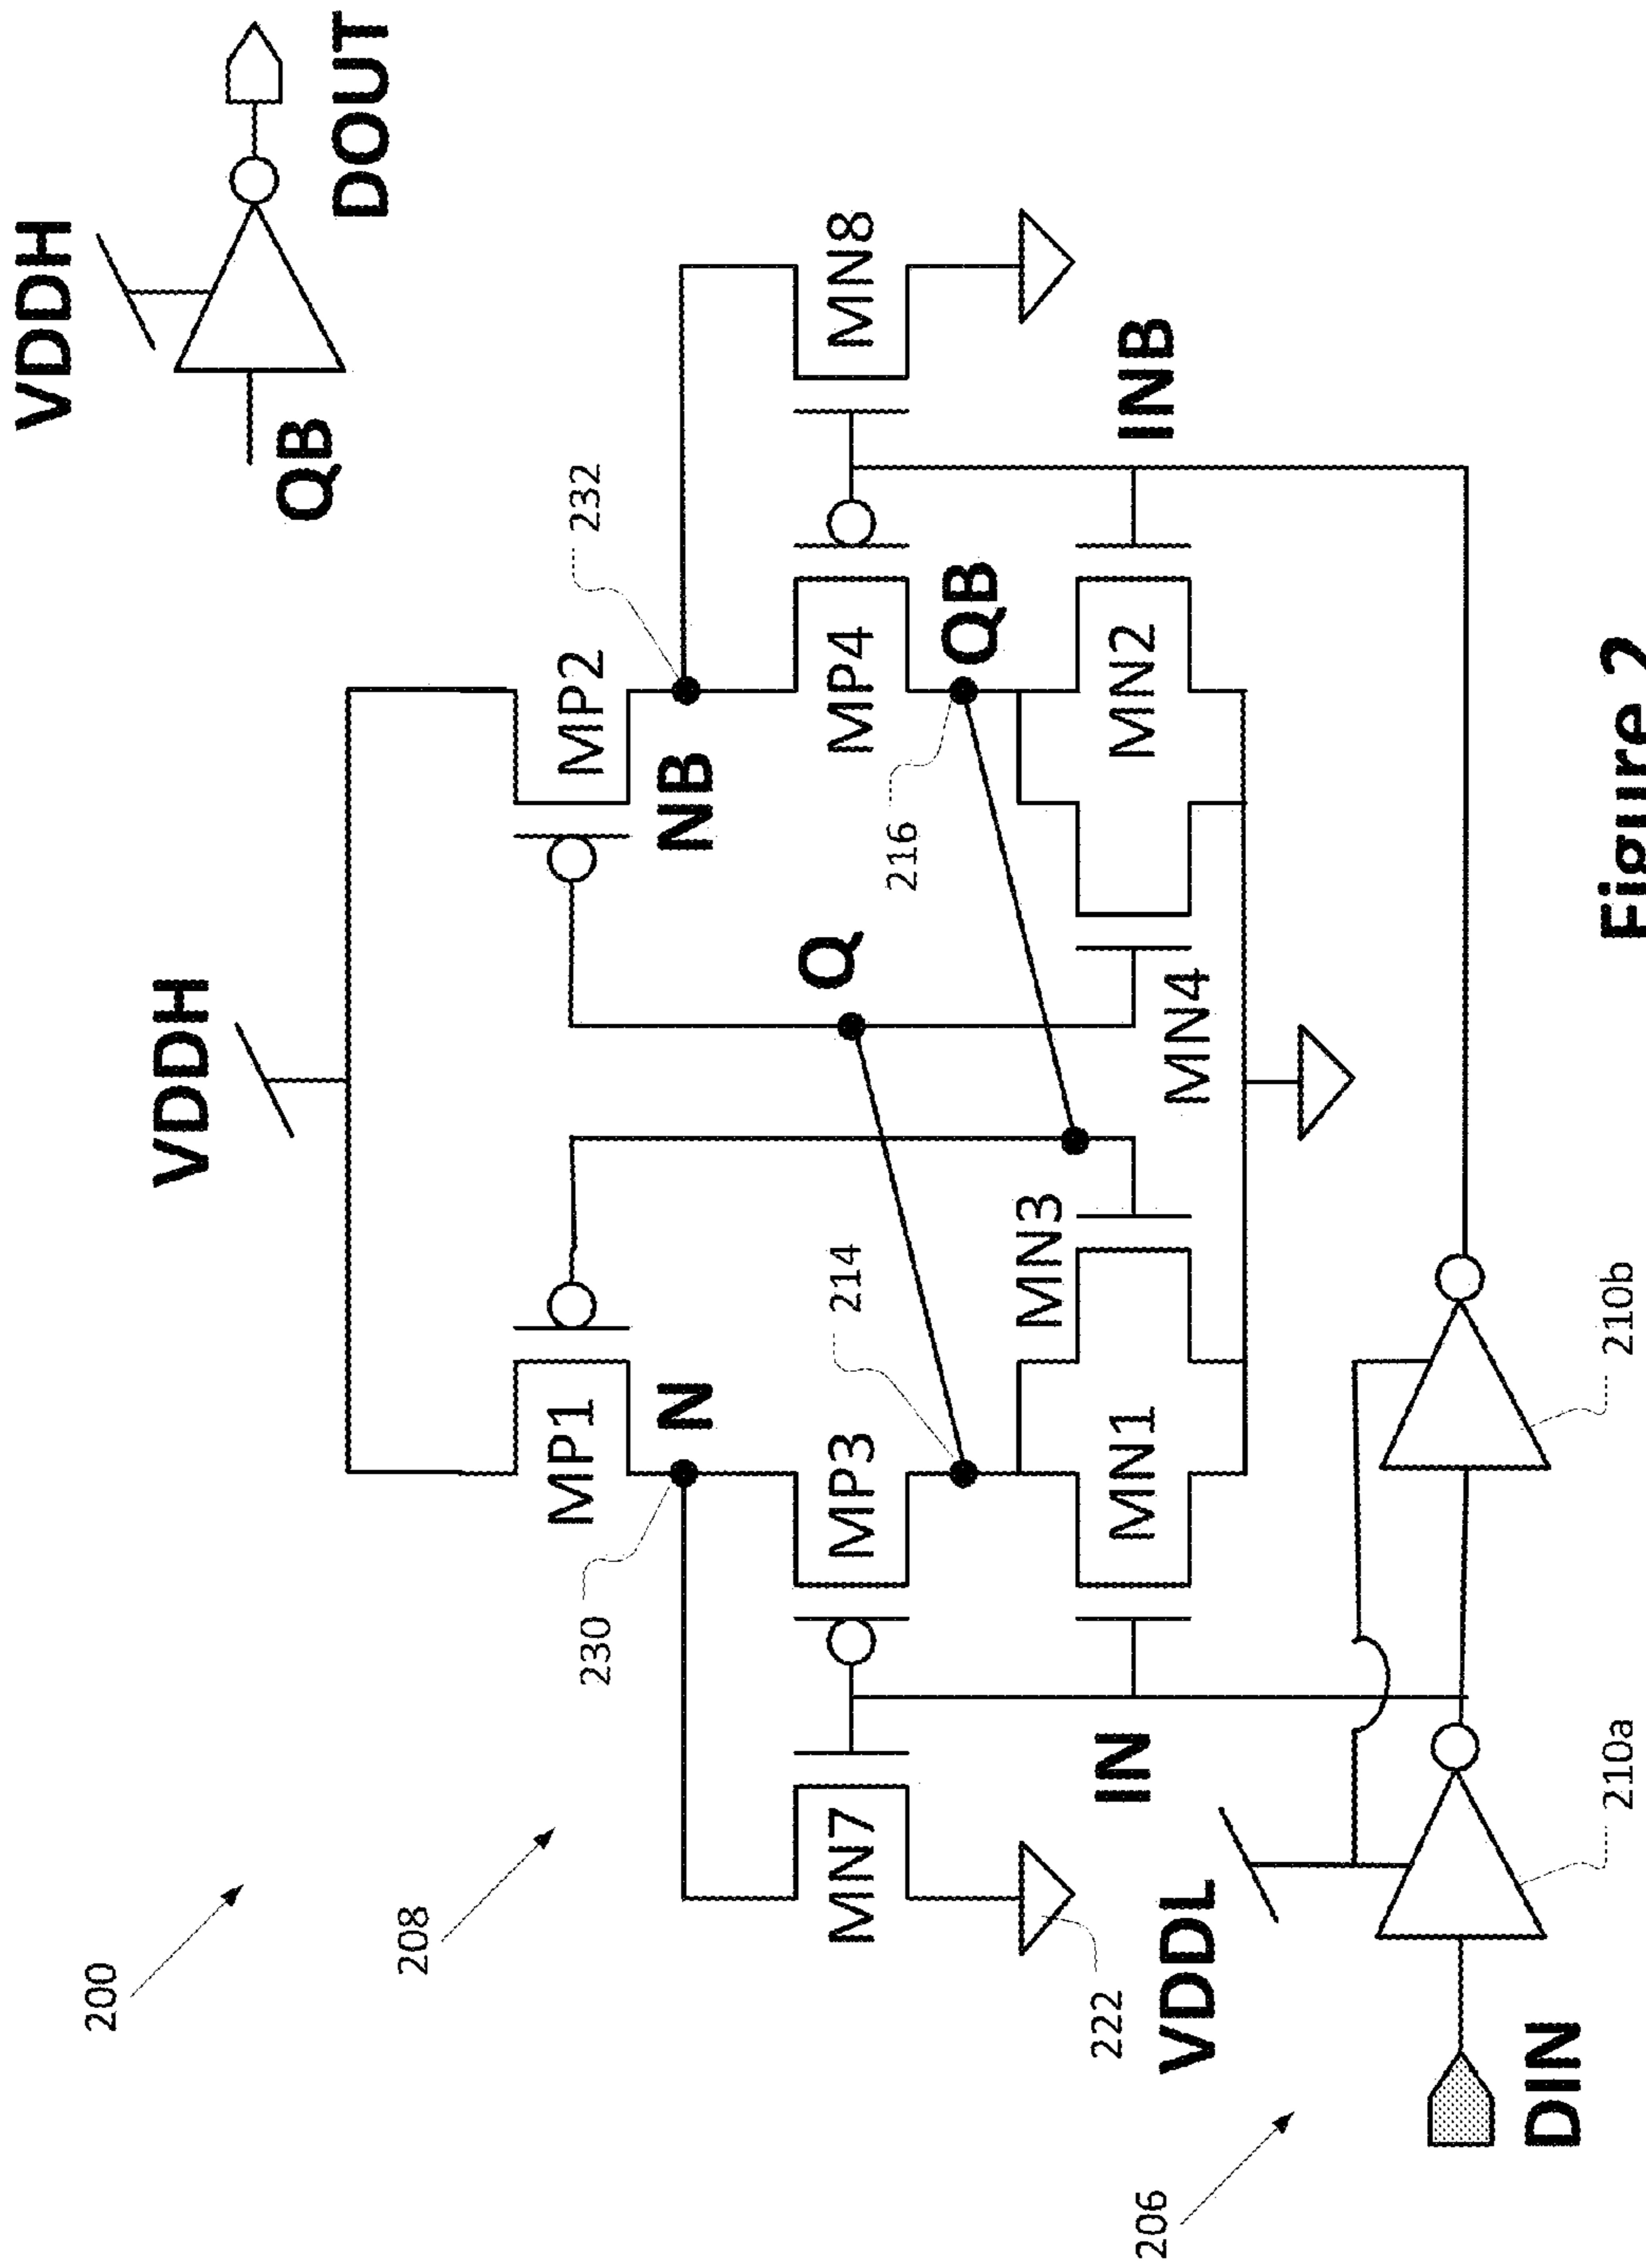 200
208
VDDH
VDDH
QB
DOUT
MP1
MP2
230
N
NB
232
MN7
MP3
214
Q
216
MP4
MN8
QB
222
IN
MN1
MN3
MN4
MN2
INB
VDDL
206
DIN
210a
210b
Figure 2